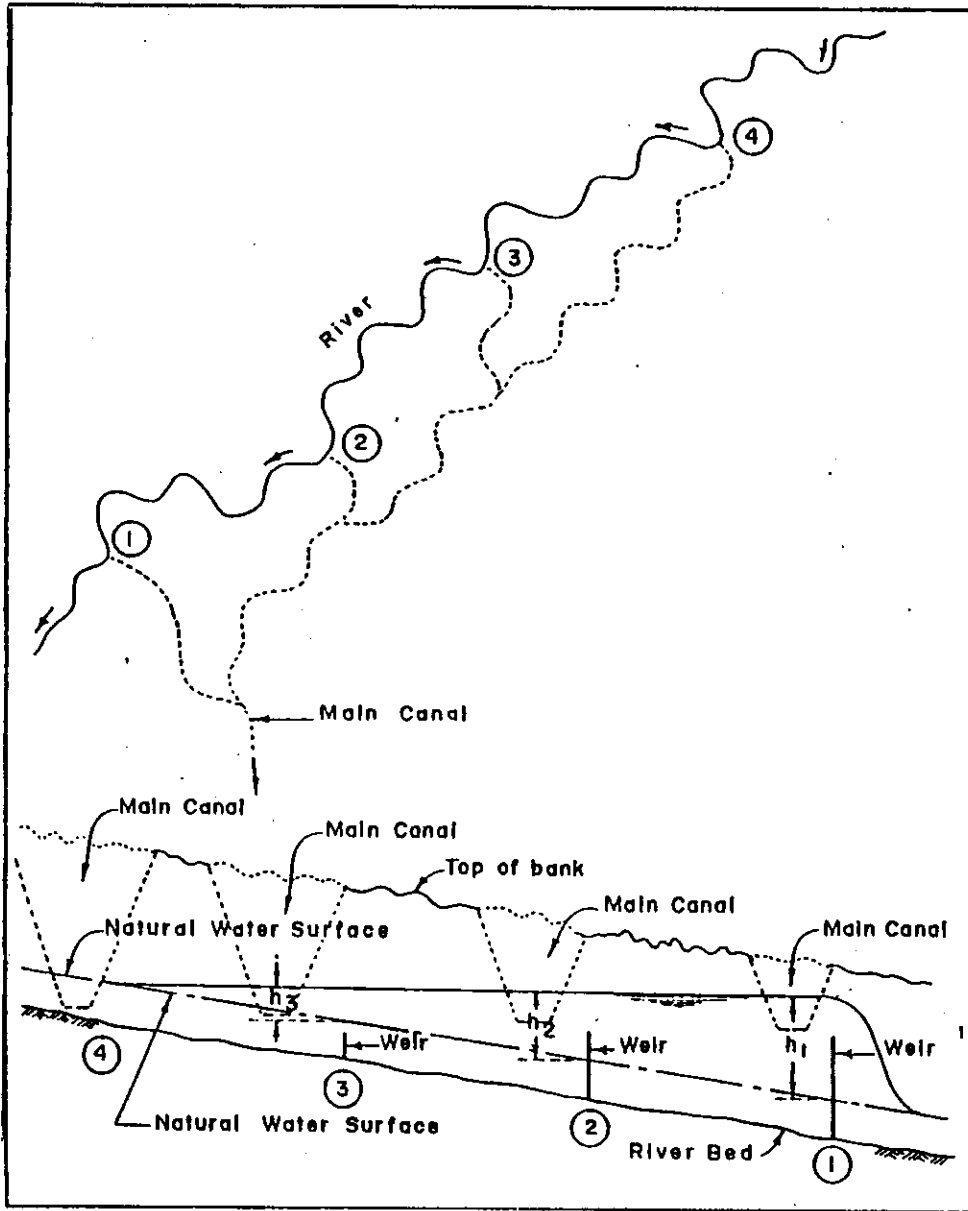 4
3
River
2
1
Main Canal
Main Canal
Main Canal
Top of bank
Main Canal
Main Canal
Natural Water Surface
h3
h2
h1
Weir
Weir
Weir
4
3
2
1
Natural Water Surface
River Bed